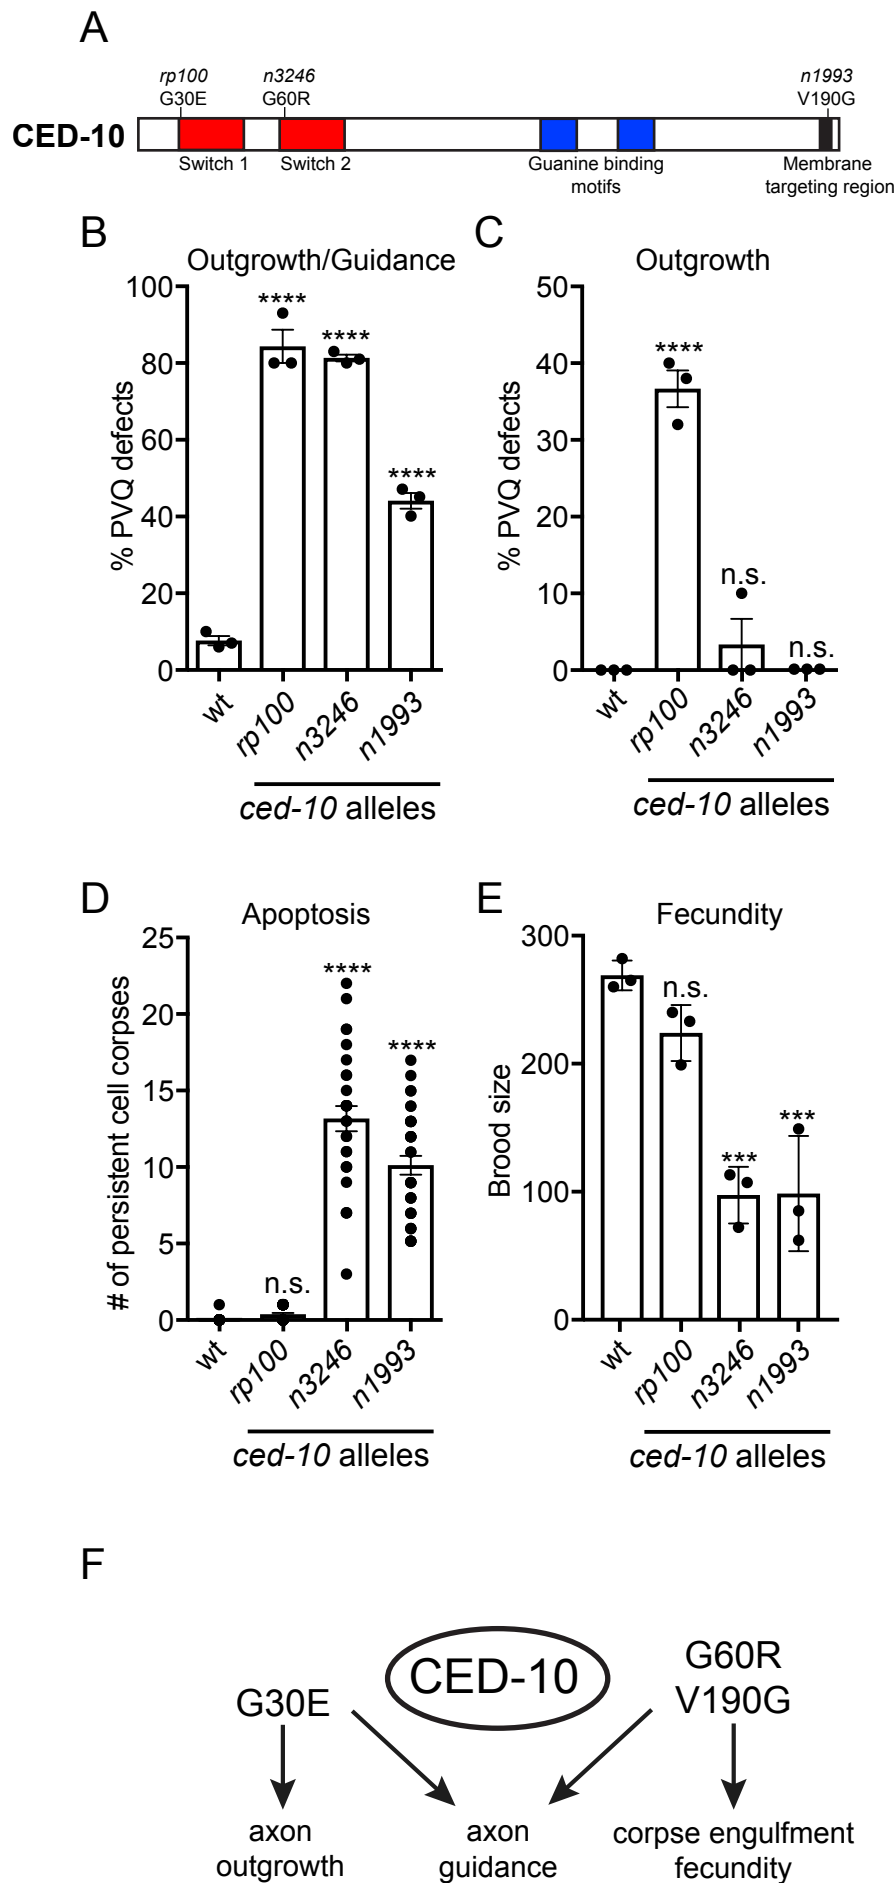 A
rp100 n3246 n1993
G30E G60R V190G
CED-10
Switch 1 Switch 2 Guanine binding Membrane
motifs targeting region
B
Outgrowth/Guidance
% PVQ defects
100
80
60
40
20
0
**** **** ****
wt rp100 n3246 n1993
ced-10 alleles
C
Outgrowth
% PVQ defects
50
40
30
20
10
0
**** n.s. n.s.
wt rp100 n3246 n1993
ced-10 alleles
D
Apoptosis
# of persistent cell corpses
25
20
15
10
5
0
n.s. **** ****
wt rp100 n3246 n1993
ced-10 alleles
E
Fecundity
Brood size
300
200
100
0
n.s. *** ***
wt rp100 n3246 n1993
ced-10 alleles
F
CED-10
G30E
G60R
V190G
axon
outgrowth
axon
guidance
corpse engulfment
fecundity